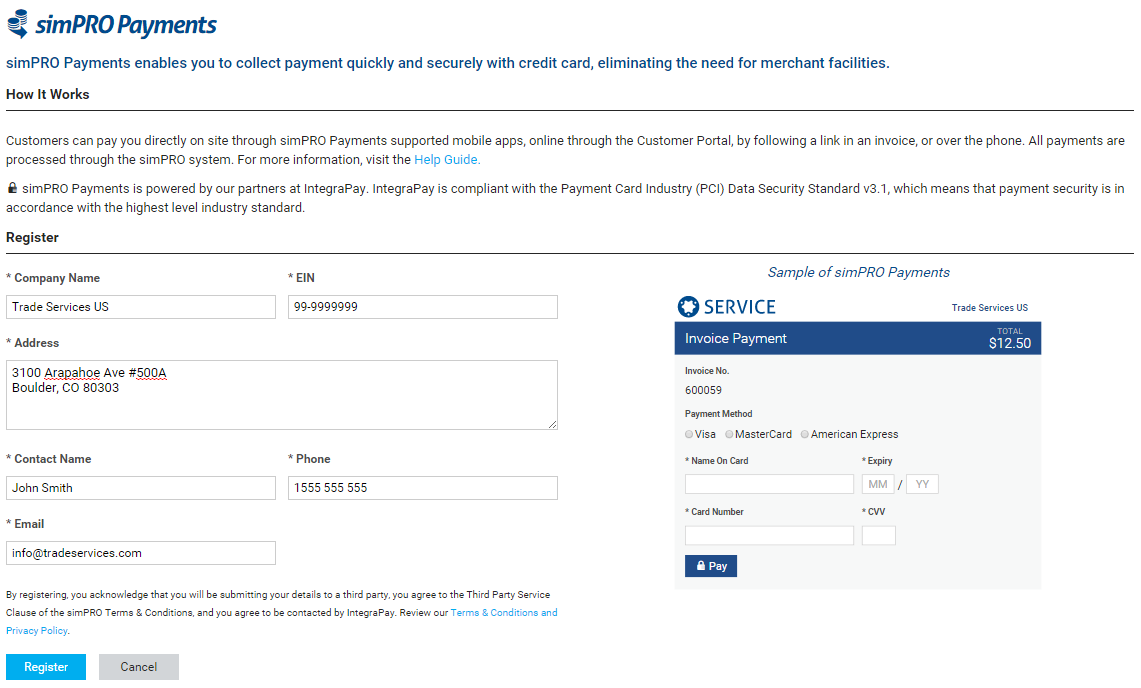 simPRO Payments
simPRO Payments enables you to collect payment quickly and securely with credit card, eliminating the need for merchant facilities.
How It Works
Customers can pay you directly on site through simPRO Payments supported mobile apps, online through the Customer Portal, by following a link in an invoice, or over the phone. All payments are
processed through the simPRO system. For more information, visit the Help Guide.
simPRO Payments is powered by our partners at IntegraPay. IntegraPay is compliant with the Payment Card Industry (PCI) Data Security Standard v3.1, which means that payment security is in
accordance with the highest level industry standard.
Register
* Company Name
* EIN
Trade Services US
99-9999999
* Address
3100 Arapahoe Ave #500A
Boulder, CO 80303
* Contact Name
* Phone
John Smith
1555 555 555
* Email
info@tradeservices.com
By registering, you acknowledge that you will be submitting your details to a third party, you agree to the Third Party Service
Clause of the simPRO Terms & Conditions, and you agree to be contacted by IntegraPay. Review our Terms & Conditions and
Privacy Policy.
Register
Cancel
Sample of simPRO Payments
SERVICE
Trade Services US
Invoice Payment
TOTAL
$12.50
Invoice No.
600059
Payment Method
Visa MasterCard American Express
* Name On Card
* Expiry
MM / YY
* Card Number
* CVV
Pay